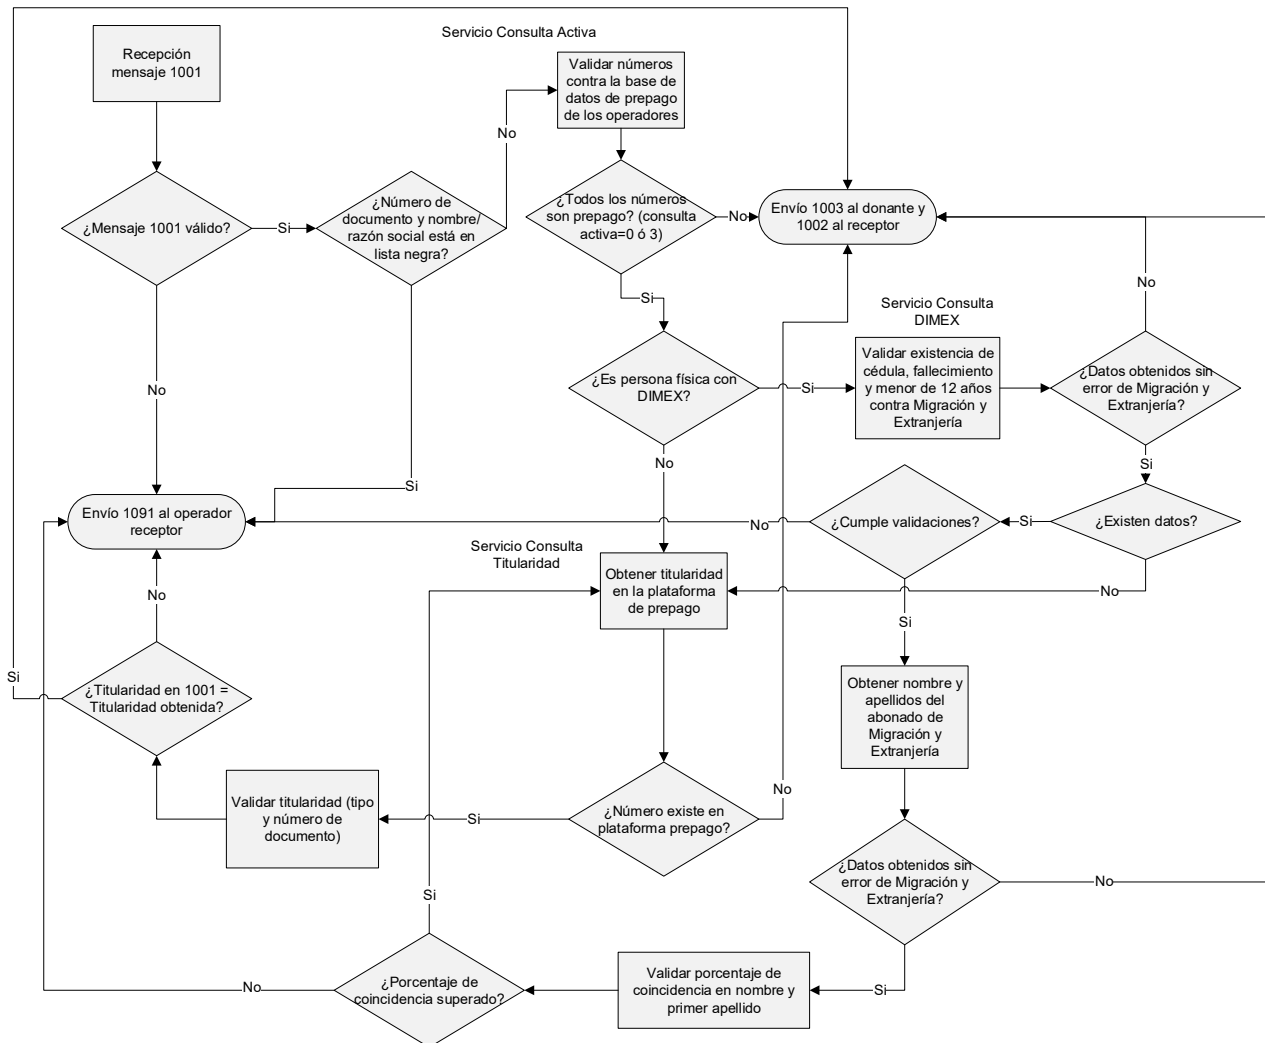 Servicio Consulta Activa
Recepción
mensaje 1001
Validar números
contra la base de
datos de prepago
de los operadores
No
¿Mensaje 1001 válido?
Si
¿Número de
documento y nombre/
razón social está en
lista negra?
¿Todos los números
son prepago? (consulta
activa=0 ó 3)
No
Envío 1003 al donante y
1002 al receptor
Si
No
Servicio Consulta
DIMEX
No
¿Es persona física con
DIMEX?
Si
Validar existencia de
cédula, fallecimiento
y menor de 12 años
contra Migración y
Extranjería
¿Datos obtenidos sin
error de Migración y
Extranjería?
Si
No
Si
Envío 1091 al operador
receptor
No
¿Cumple validaciones?
Si
¿Existen datos?
Servicio Consulta
Titularidad
Obtener titularidad
en la plataforma
de prepago
No
No
Si
Si
¿Titularidad en 1001 =
Titularidad obtenida?
Obtener nombre y
apellidos del
abonado de
Migración y
Extranjería
No
Validar titularidad (tipo
y número de
documento)
Si
¿Número existe en
plataforma prepago?
¿Datos obtenidos sin
error de Migración y
Extranjería?
No
Si
¿Porcentaje de
coincidencia superado?
No
Validar porcentaje de
coincidencia en nombre y
primer apellido
Si